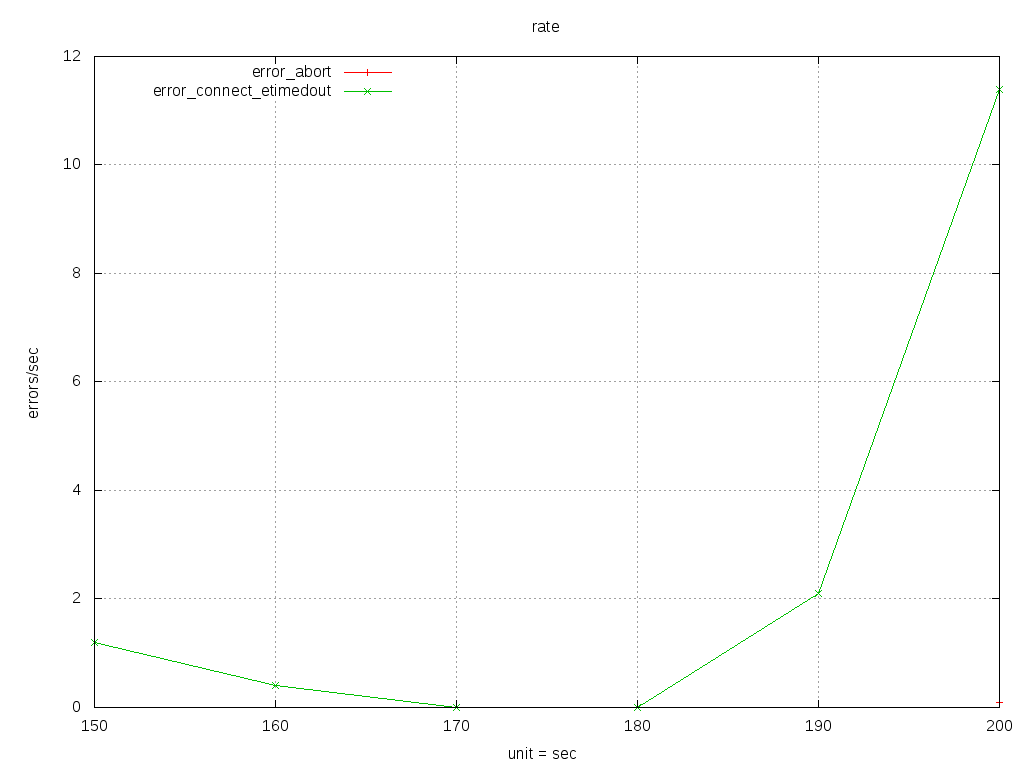 rate
12
error_abort
error_connect_etimedout
10
8
6
errors/sec
4
2
0
150 160 170 180 190 200
unit = sec